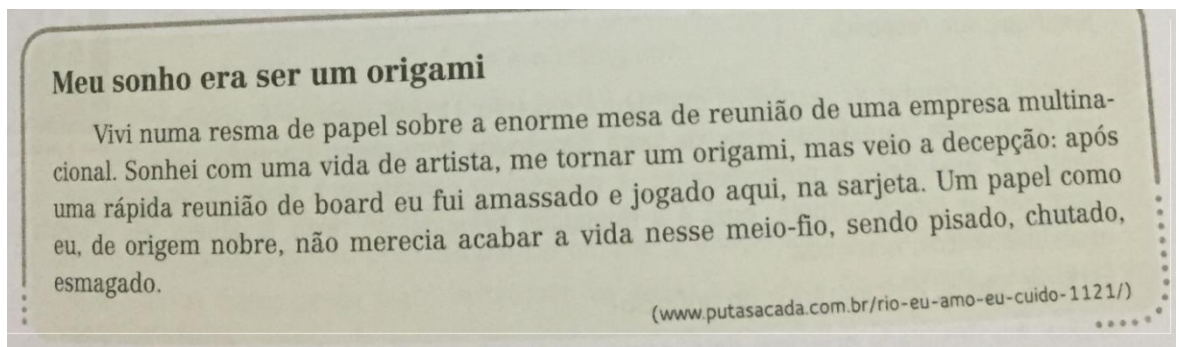 Meu sonho era ser um origami
Vivi numa resma de papel sobre a enorme mesa de reunião de uma empresa multina-
cional. Sonhei com uma vida de artista, me tornar um origami, mas veio a decepção: após
uma rápida reunião de board eu fui amassado e jogado aqui, na sarjeta. Um papel como
eu, de origem nobre, não merecia acabar a vida nesse meio-fio, sendo pisado, chutado,
esmagado.
(www.putasacada.com.br/rio-eu-amo-eu-cuido-1121/)